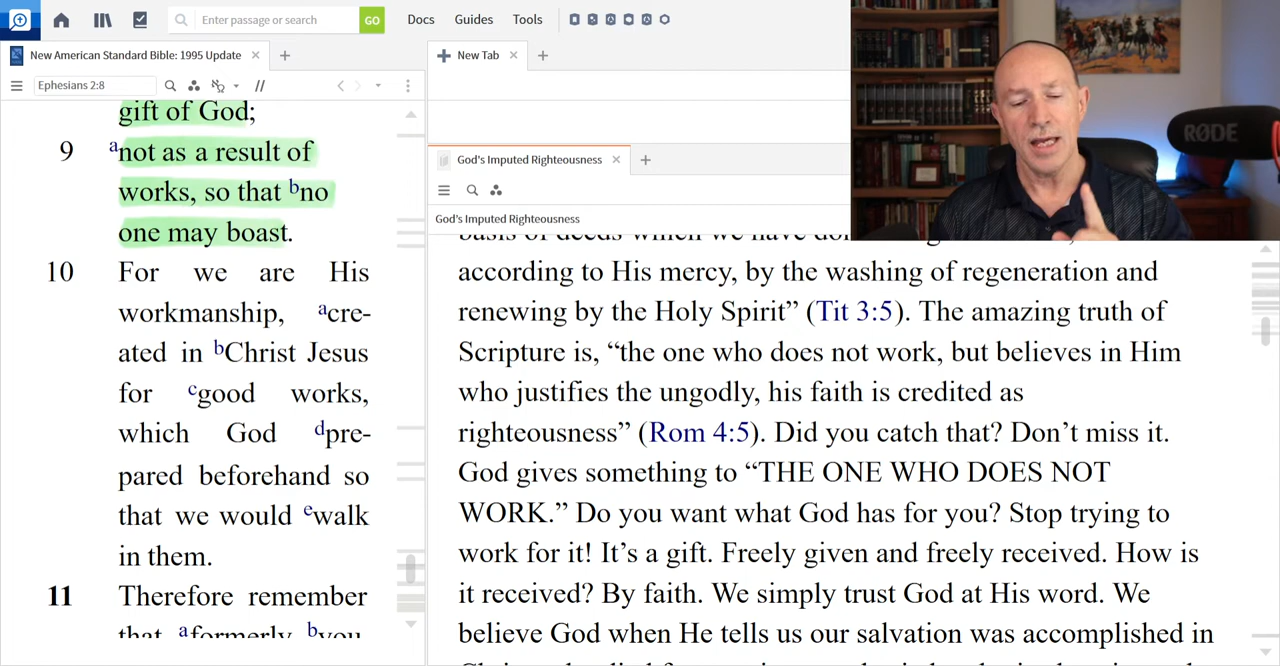 Enter passage or search
GO
Docs
Guides
Tools
New American Standard Bible: 1995 Update
New Tab
Ephesians 2:8
gift of God;
9 a not as a result of
works, so that b no
one may boast.
10 For we are His
workmanship, a cre-
ated in b Christ Jesus
for c good works,
which God d pre-
pared beforehand so
that we would e walk
in them.
11 Therefore remember
that a formerly b you,
God's Imputed Righteousness
God's Imputed Righteousness
basis of deeds which we have
according to His mercy, by the washing of regeneration and
renewing by the Holy Spirit” (Tit 3:5). The amazing truth of
Scripture is, “the one who does not work, but believes in Him
who justifies the ungodly, his faith is credited as
righteousness” (Rom 4:5). Did you catch that? Don’t miss it.
God gives something to “THE ONE WHO DOES NOT
WORK.” Do you want what God has for you? Stop trying to
work for it! It’s a gift. Freely given and freely received. How is
it received? By faith. We simply trust God at His word. We
believe God when He tells us our salvation was accomplished in
RØDE